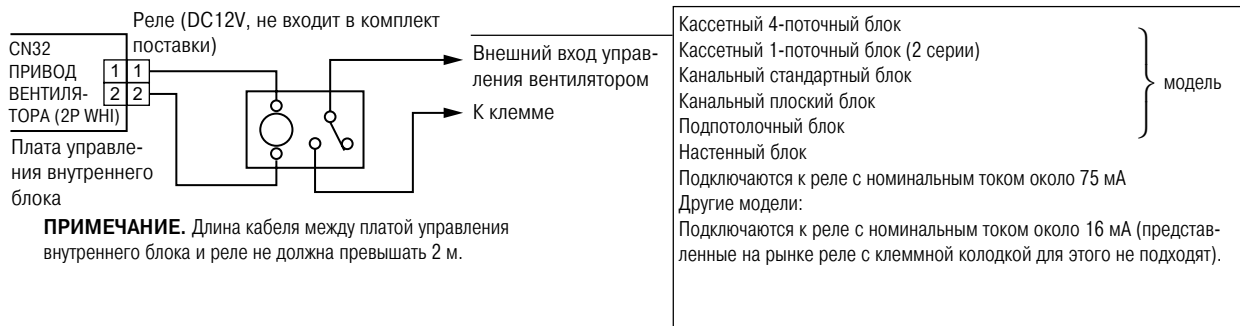 Реле (DC12V, не входит в комплект
поставки)
CN32
ПРИВОД
ВЕНТИЛЯ-
ТОРА (2P WHI)
1 1
2 2
Плата управле-
ния внутреннего
блока
Внешний вход управ-
ления вентилятором
К клемме
ПРИМЕЧАНИЕ. Длина кабеля между платой управления
внутреннего блока и реле не должна превышать 2 м.
Кассетный 4-поточный блок
Кассетный 1-поточный блок (2 серии)
Канальный стандартный блок
Канальный плоский блок
Подпотолочный блок
модель
Настенный блок
Подключаются к реле с номинальным током около 75 мА
Другие модели:
Подключаются к реле с номинальным током около 16 мА (представ-
ленные на рынке реле с клеммной колодкой для этого не подходят).